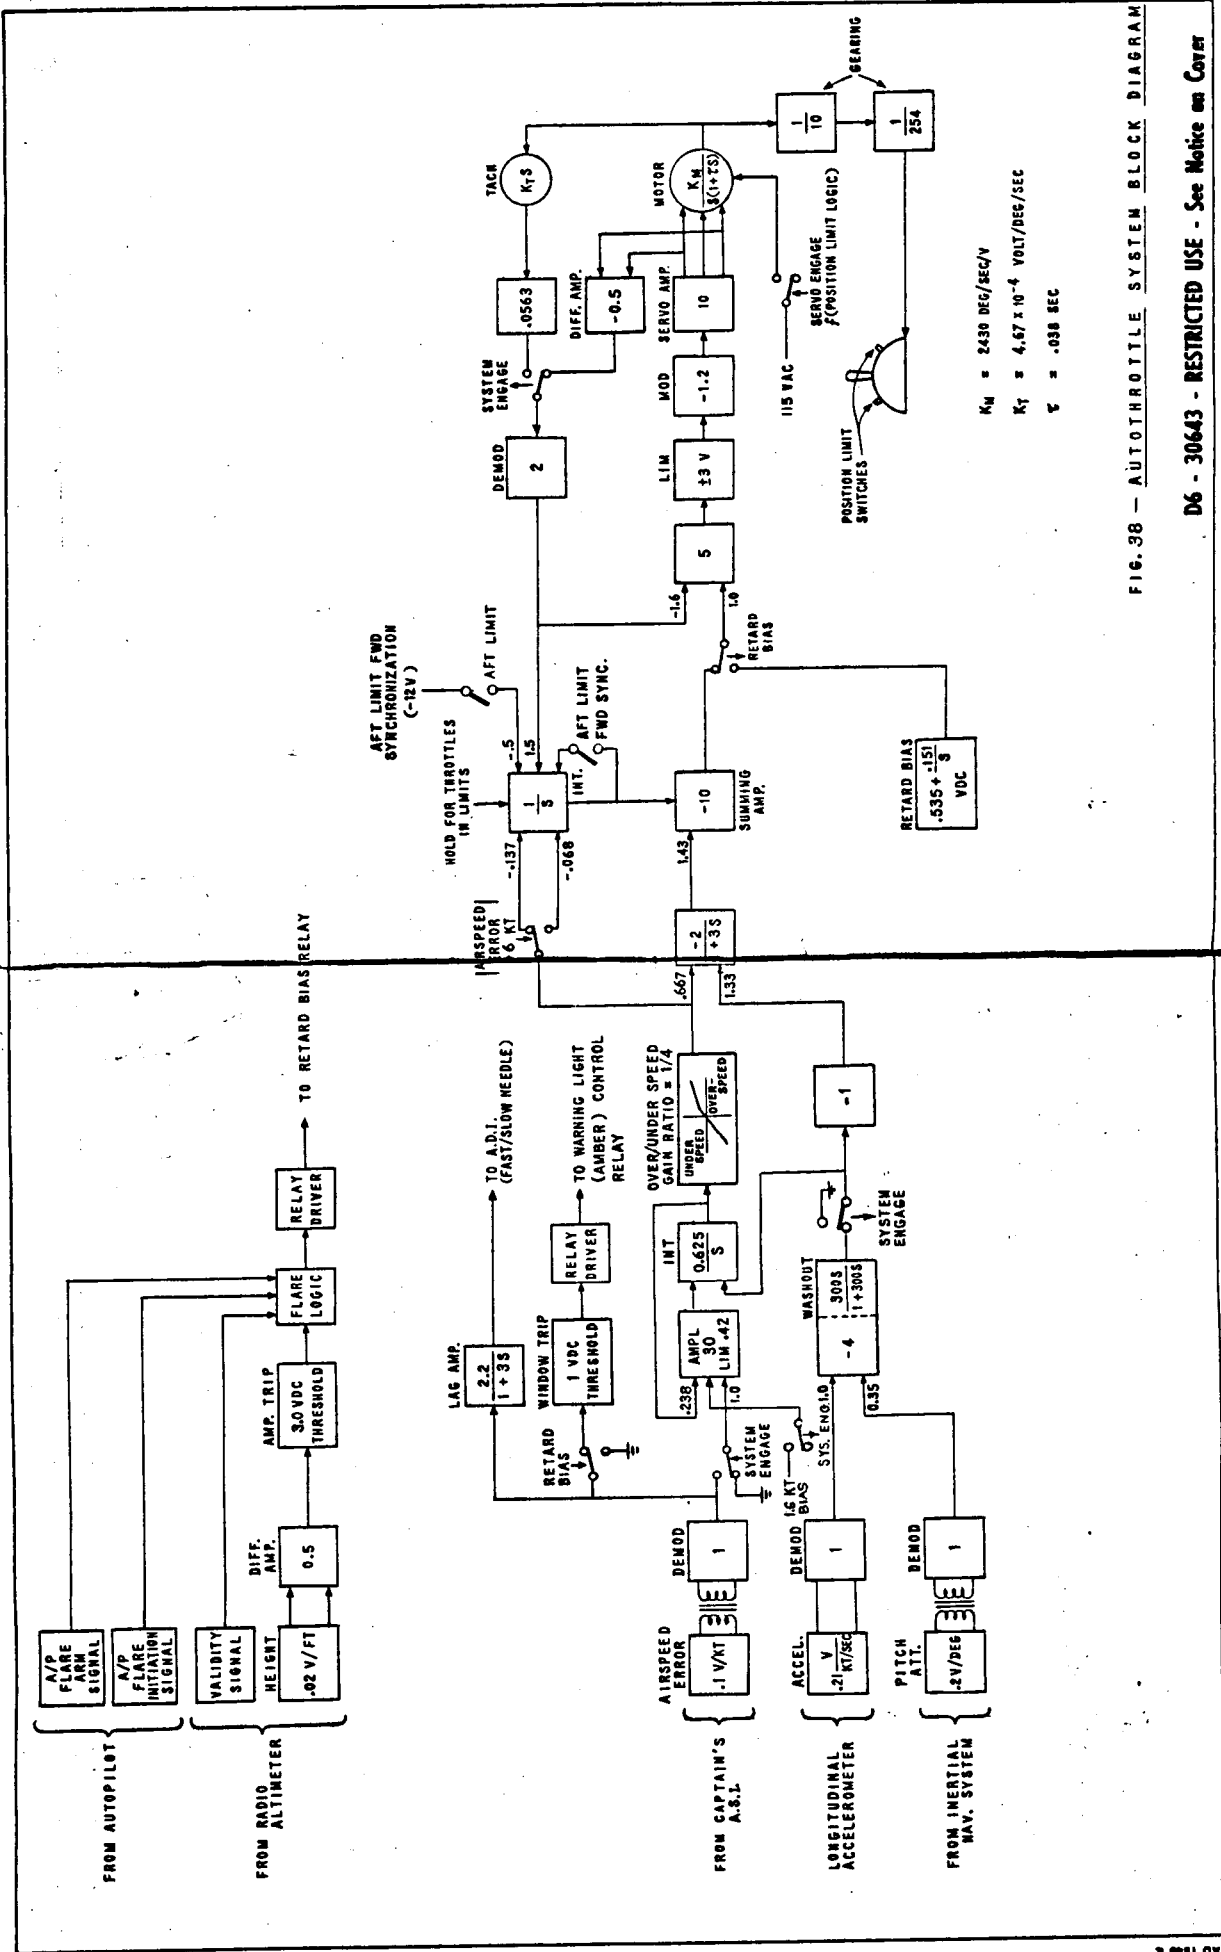 FROM AUTOPILOT
A/P
FLARE
ARM
SIGNAL
A/P
FLARE
INITIATION
SIGNAL
FROM RADIO
ALTIMETER
VALIDITY
SIGNAL
HEIGHT
.02 V/FT
DIFF.
AMP.
0.5
AMP. TRIP
3.0 VDC
THRESHOLD
FLARE
LOGIC
RELAY
DRIVER
TO RETARD BIAS RELAY
LAG AMP.
2.2
1 + 3S
TO A.D.I.
(FAST/SLOW NEEDLE)
RETARD
BIAS
WINDOW TRIP
1 VDC
THRESHOLD
RELAY
DRIVER
TO WARNING LIGHT
(AMBER) CONTROL
RELAY
FROM CAPTAIN'S
A.S.I.
AIRSPEED
ERROR
.1 V/KT
DEMOD
1
SYSTEM
ENGAGE
1.6 KT
BIAS
SYS. ENG.
.238
1.0
AMPL
30
LIM .42
INT
0.625
S
OVER/UNDER SPEED
GAIN RATIO = 1/4
UNDER
SPEED
OVER-
SPEED
LONGITUDINAL
ACCELEROMETER
ACCEL.
.21 V
KT/SEC
DEMOD
1
1.0
0.35
WASHOUT
-4
300S
1+300S
SYSTEM
ENGAGE
-1
FROM INERTIAL
NAV. SYSTEM
PITCH
ATT.
.2V/DEG
DEMOD
1
.667
1.33
-2
+3S
1.43
|AIRSPEED|
ERROR
6 KT
-.137
-.068
HOLD FOR THROTTLES
IN LIMITS
1
S
INT.
AFT LIMIT FWD
SYNCHRONIZATION
(-12V)
AFT LIMIT
-.5
1.5
AFT LIMIT
FWD SYNC.
-10
SUMMING
AMP.
RETARD BIAS
.535 + .151
S
VDC
RETARD
BIAS
-1.6
1.0
5
LIM
±3 V
MOD
-1.2
SERVO AMP.
10
DIFF. AMP.
-0.5
DEMOD
2
SYSTEM
ENGAGE
.0563
TACH
KTS
MOTOR
KM
S(1+τS)
115 VAC
SERVO ENGAGE
f(POSITION LIMIT LOGIC)
1
10
1
254
GEARING
POSITION LIMIT
SWITCHES
KM = 2430 DEG/SEC/V
KT = 4.67 x 10-4 VOLT/DEG/SEC
τ = .038 SEC
FIG. 38 — AUTOTHROTTLE SYSTEM BLOCK DIAGRAM
D6 - 30643 - RESTRICTED USE - See Notice on Cover